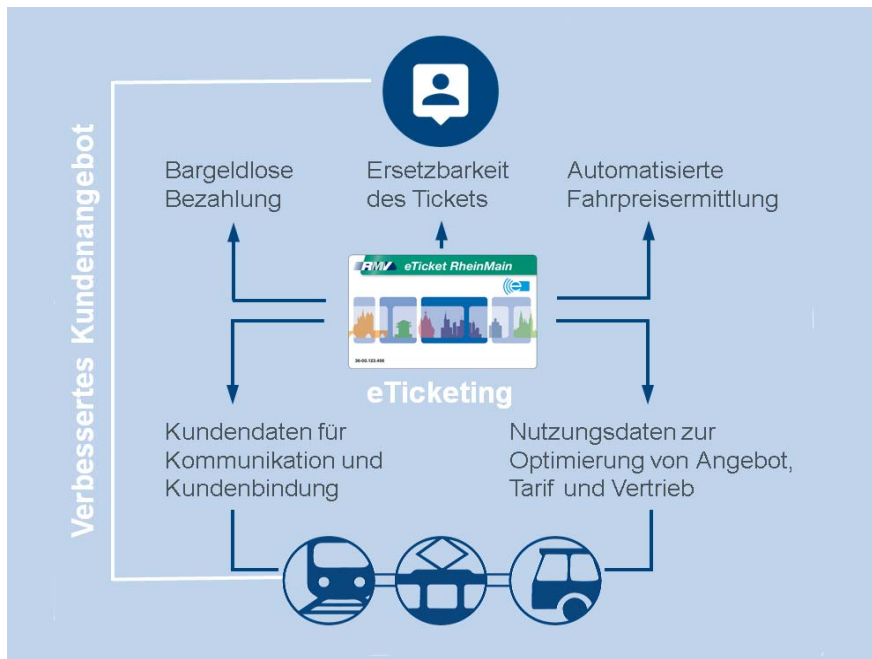 Verbessertes Kundenangebot
Bargeldlose
Bezahlung
Ersetzbarkeit
des Tickets
Automatisierte
Fahrpreisermittlung
RMV eTicket RheinMain
eTicketing
Kundendaten für
Kommunikation und
Kundenbindung
Nutzungsdaten zur
Optimierung von Angebot,
Tarif und Vertrieb